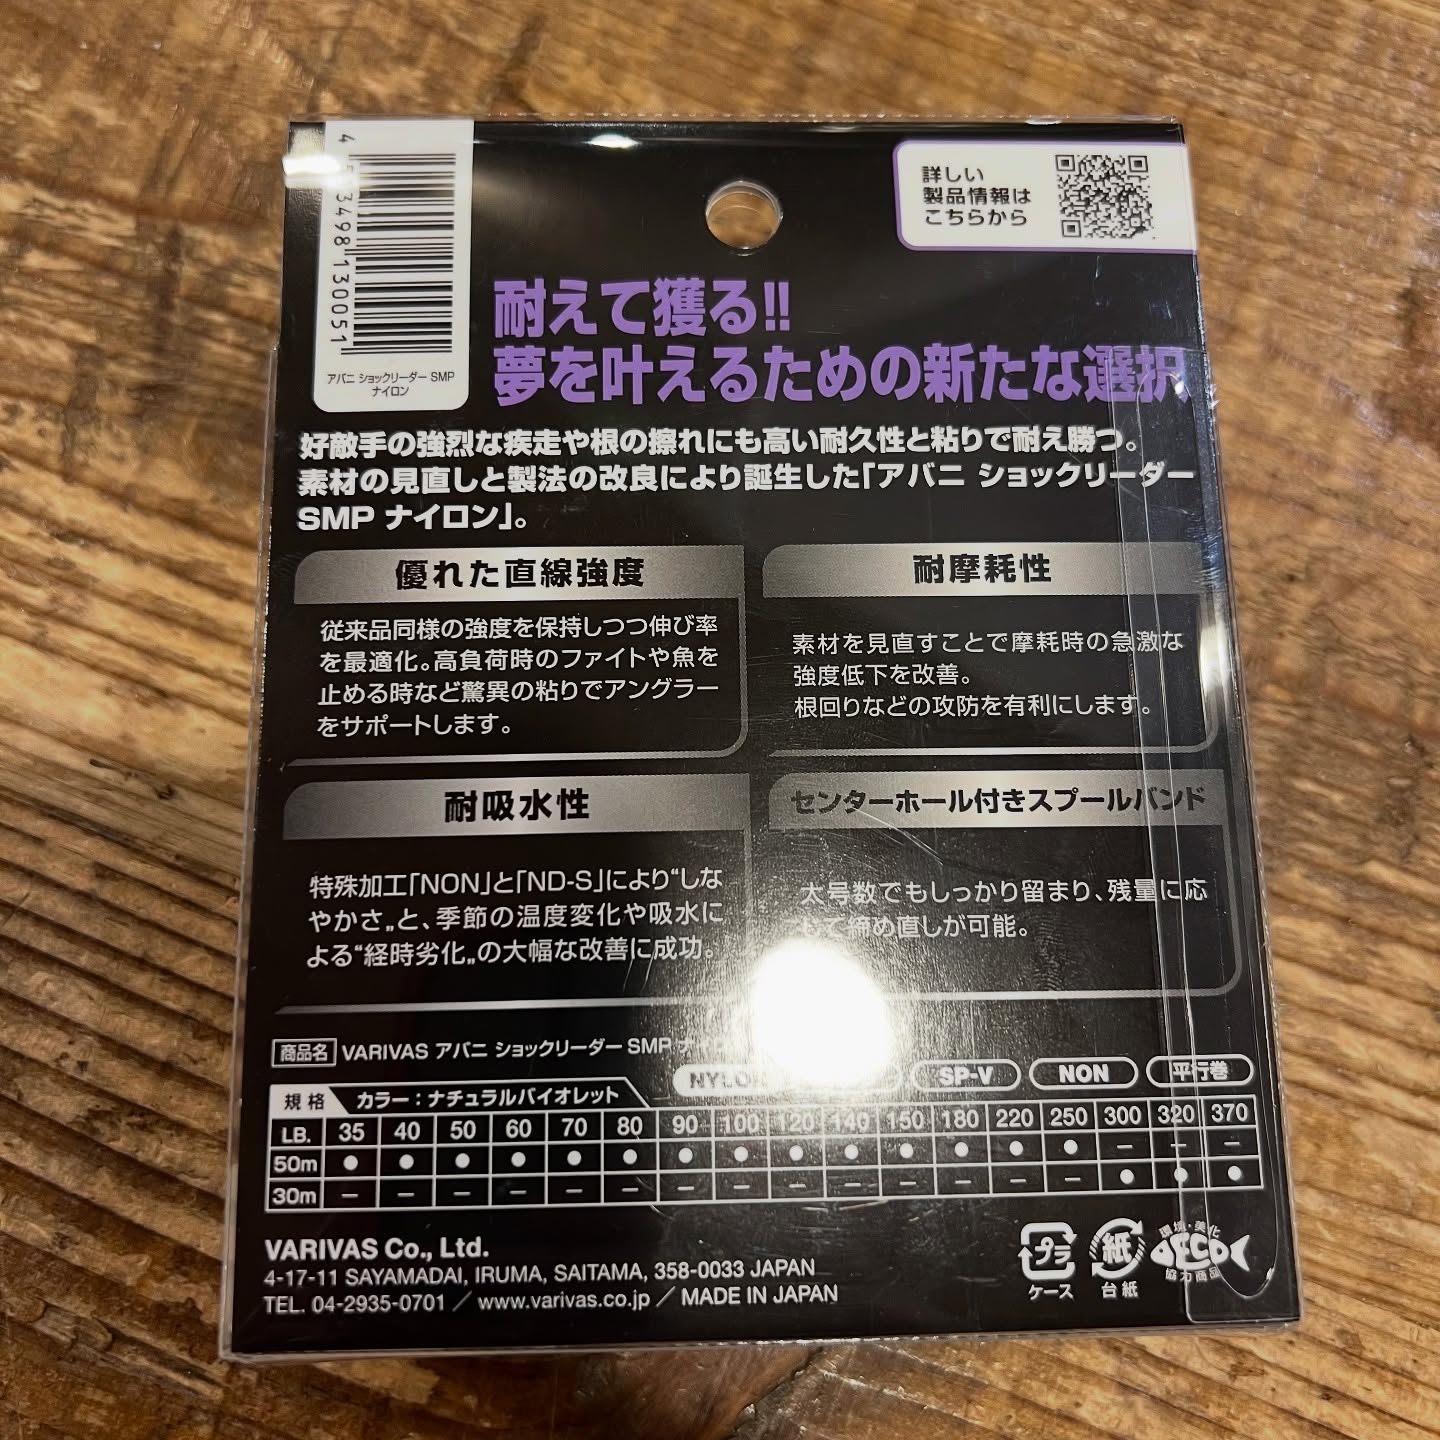 詳しい
製品情報は
こちらから
アバニ ショックリーダー SMP
ナイロン
耐えて獲る!!
夢を叶えるための新たな選択
好敵手の強烈な疾走や根の擦れにも高い耐久性と粘りで耐え勝つ。
素材の見直しと製法の改良により誕生した「アバニ ショックリーダー
SMP ナイロン」。
優れた直線強度
従来品同様の強度を保持しつつ伸び率
を最適化。高負荷時のファイトや魚を
止める時など驚異の粘りでアングラー
をサポートします。
耐摩耗性
素材を見直すことで摩耗時の急激な
強度低下を改善。
根回りなどの攻防を有利にします。
耐吸水性
特殊加工「NON」と「ND-S」により“しな
やかさ„と、季節の温度変化や吸水に
よる“経時劣化„の大幅な改善に成功。
センターホール付きスプールバンド
太号数でもしっかり留まり、残量に応
じて締め直しが可能。
商品名 VARIVAS アバニ ショックリーダー SMP ナイロン
NYLON SP-V NON 平行巻
規格 カラー：ナチュラルバイオレット
LB. 35 40 50 60 70 80 90 100 120 140 150 180 220 250 300 320 370
50m ● ● ● ● ● ● ● ● ● ● ● ● ● ● － － －
30m － － － － － － － － － － － － － － ● ● ●
VARIVAS Co., Ltd.
4-17-11 SAYAMADAI, IRUMA, SAITAMA, 358-0033 JAPAN
TEL. 04-2935-0701 ／ www.varivas.co.jp ／ MADE IN JAPAN
プラ
ケース
紙
台紙
環境・美化
ECO
協力商品